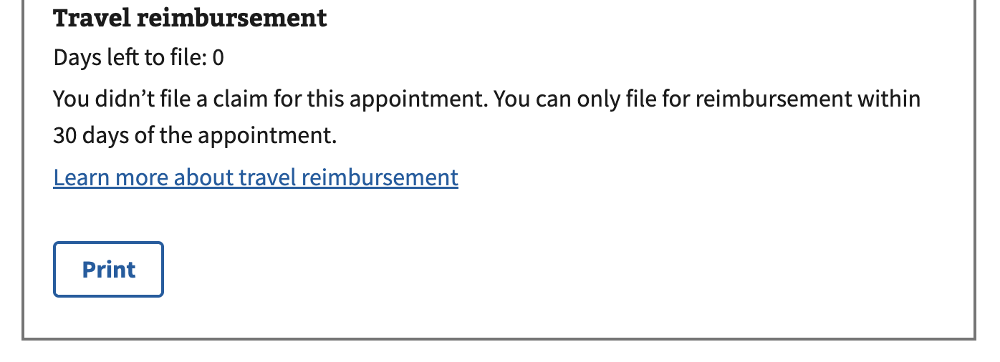 Travel reimbursement
Days left to file: 0
You didn’t file a claim for this appointment. You can only file for reimbursement within
30 days of the appointment.
Learn more about travel reimbursement
Print